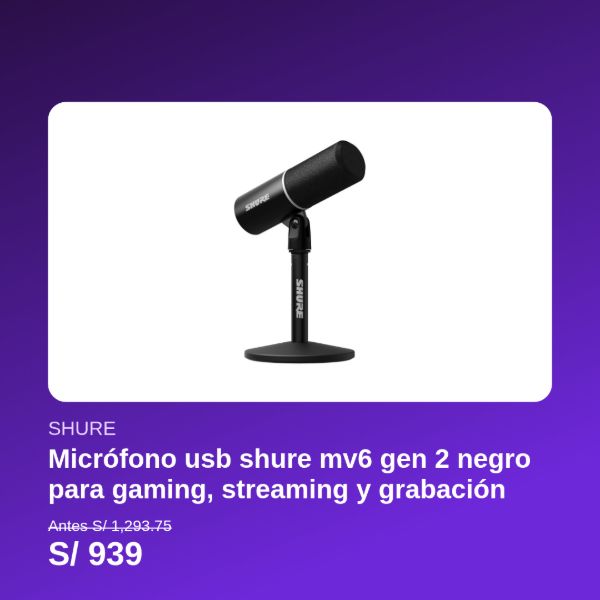 SHURE
SHURE
SHURE
Micrófono usb shure mv6 gen 2 negro
para gaming, streaming y grabación
Antes S/ 1,293.75
S/ 939